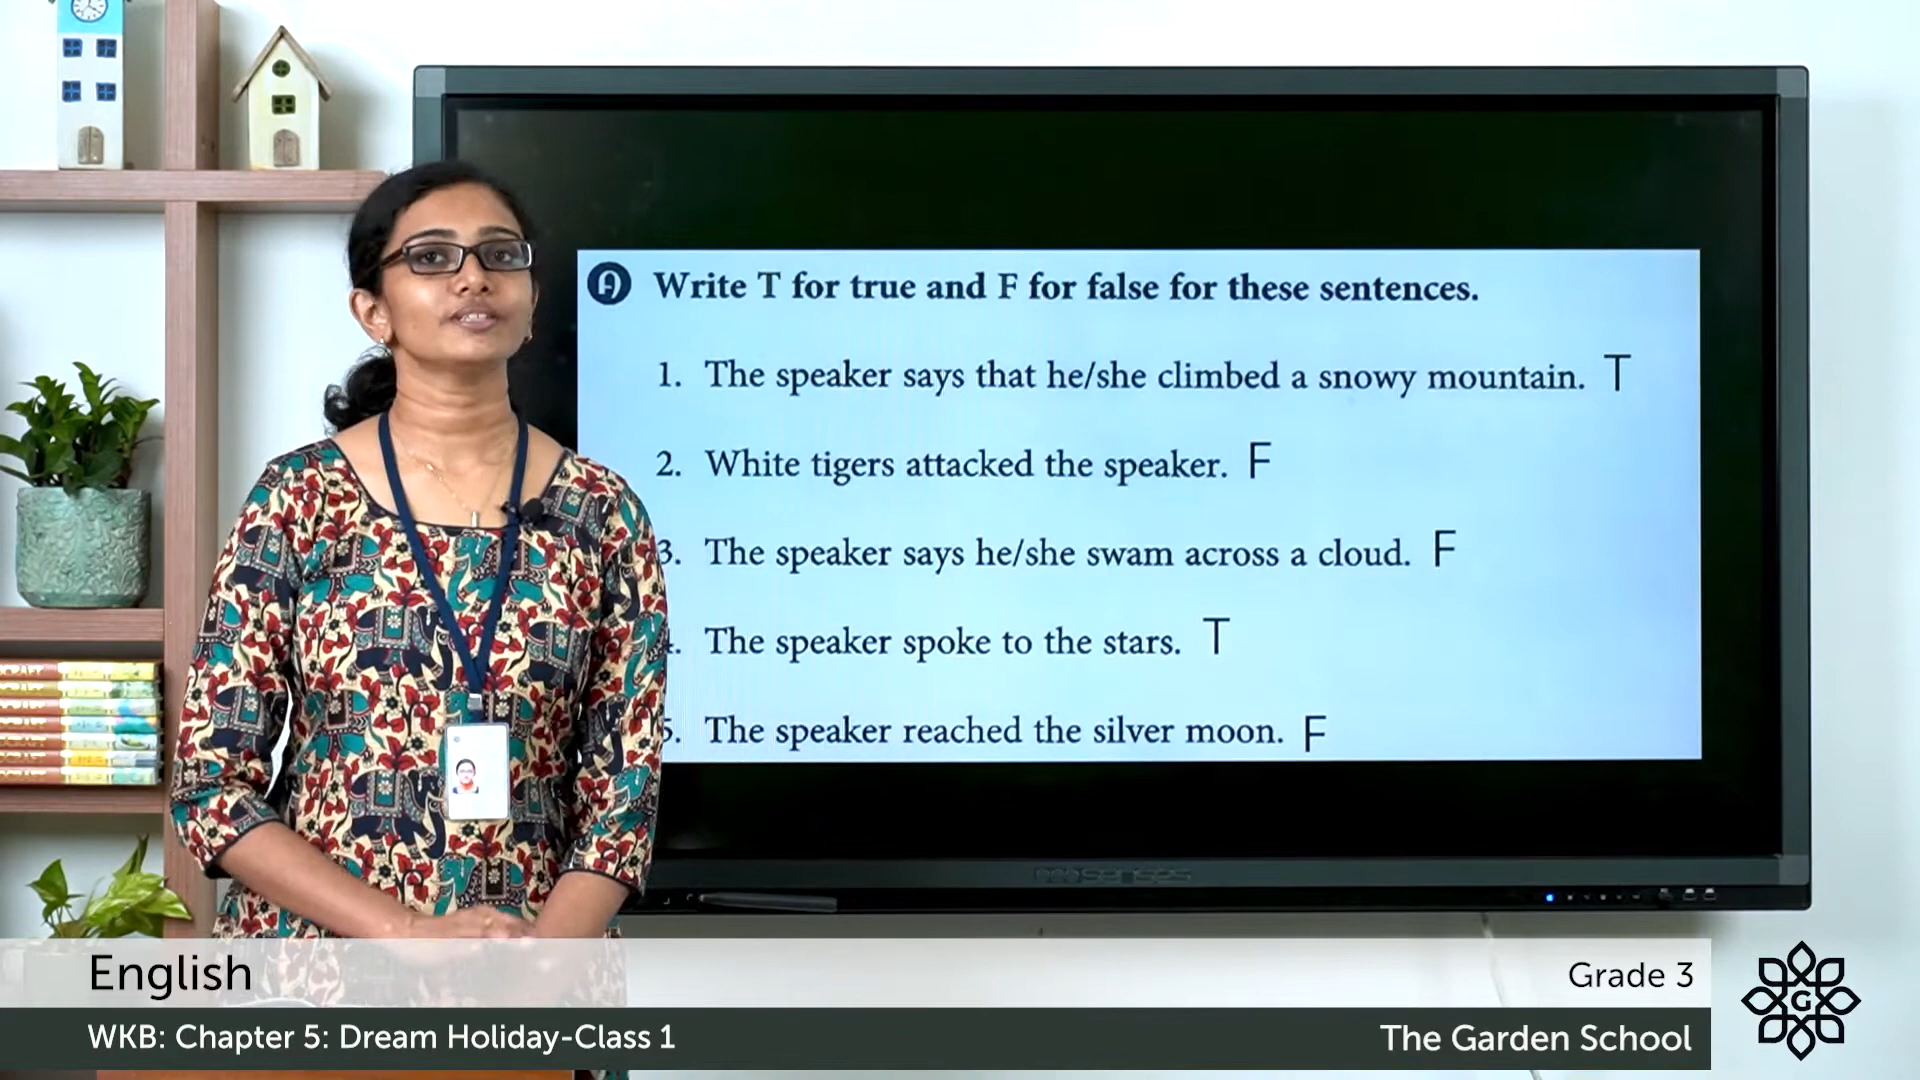 A Write T for true and F for false for these sentences.
1. The speaker says that he/she climbed a snowy mountain. T
2. White tigers attacked the speaker. F
3. The speaker says he/she swam across a cloud. F
. The speaker spoke to the stars. T
5. The speaker reached the silver moon. F
English
Grade 3
WKB: Chapter 5: Dream Holiday-Class 1
The Garden School
G